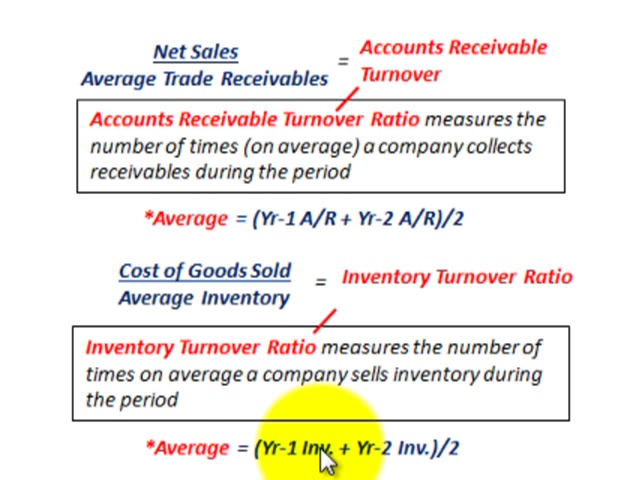 Net Sales
Average Trade Receivables
= Accounts Receivable
Turnover
Accounts Receivable Turnover Ratio measures the
number of times (on average) a company collects
receivables during the period
*Average = (Yr-1 A/R + Yr-2 A/R)/2
Cost of Goods Sold
Average Inventory
= Inventory Turnover Ratio
Inventory Turnover Ratio measures the number of
times on average a company sells inventory during
the period
*Average = (Yr-1 Inv. + Yr-2 Inv.)/2